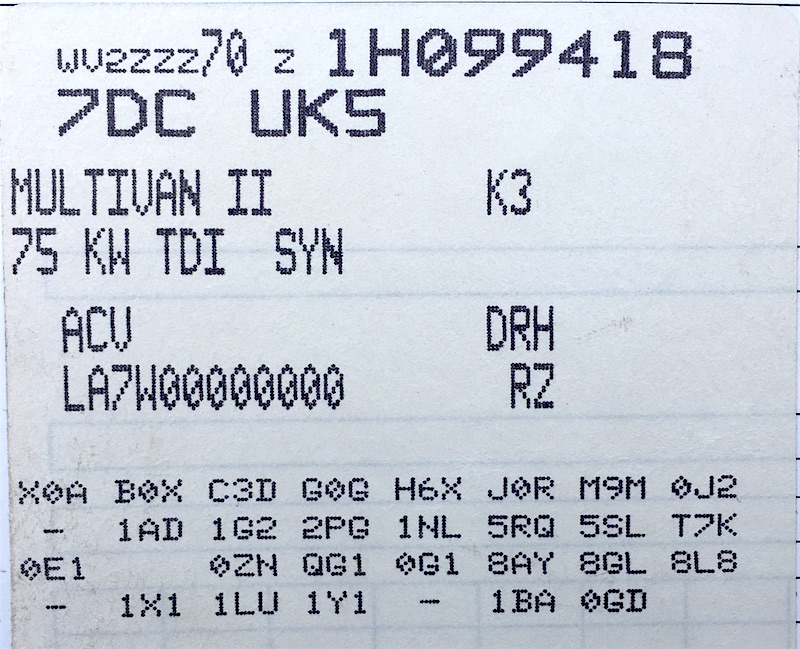 WV2ZZZ70 Z 1H099418
7DC UK5
MULTIVAN II K3
75 KW TDI SYN
ACV DRH
LA7W00000000 RZ
X0A B0X C3D G0G H6X J0R M9M 0J2
- 1AD 1G2 2PG 1NL 5RQ 5SL T7K
0E1 0ZN QG1 0G1 8AY 8GL 8L8
- 1X1 1LU 1Y1 - 1BA 0GD